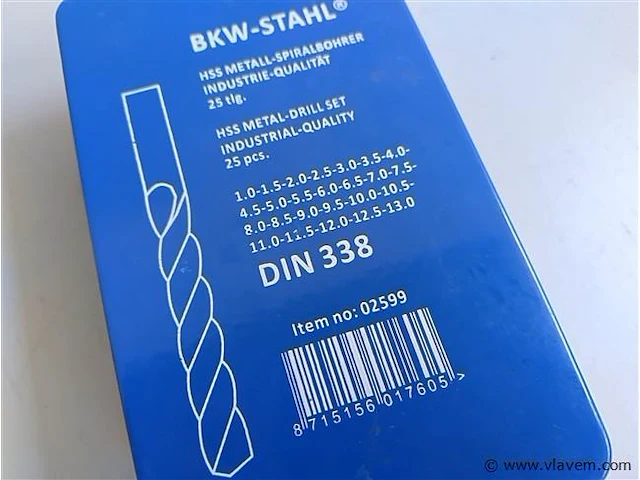 BKW-STAHL®
HSS METALL-SPIRALBOHRER
INDUSTRIE-QUALITÄT
25 tlg.
HSS METAL-DRILL SET
INDUSTRIAL-QUALITY
25 pcs.
1.0-1.5-2.0-2.5-3.0-3.5-4.0-
4.5-5.0-5.5-6.0-6.5-7.0-7.5-
8.0-8.5-9.0-9.5-10.0-10.5-
11.0-11.5-12.0-12.5-13.0
DIN 338
Item no: 02599
8 715156 017605 >
© www.vlavem.com